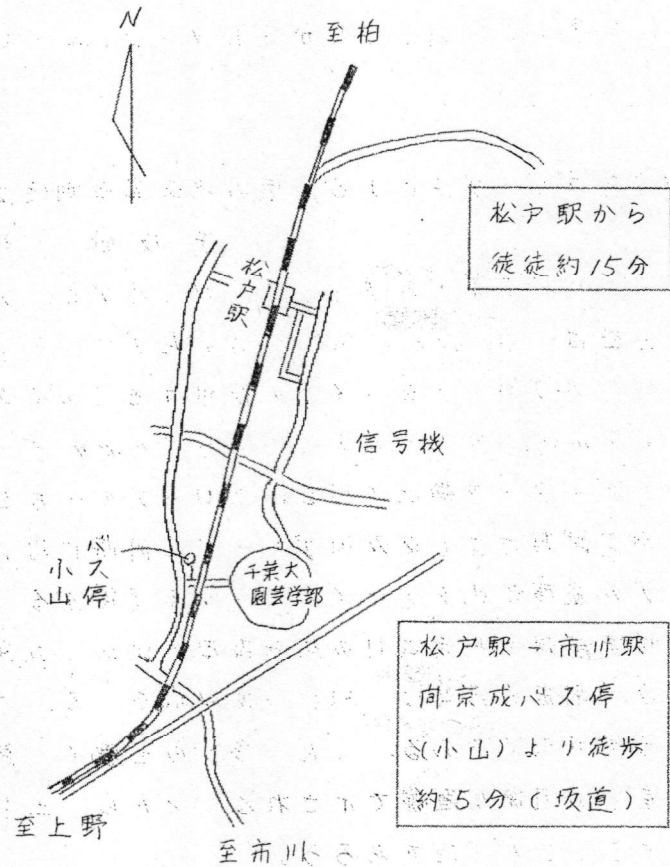 N
至柏
松戸駅から
徒徒約15分
松戸駅
信号機
バス停
小山
千葉大
園芸学部
松戸駅-市川駅
間京成バス停
(小山)より徒歩
約5分(坂道)
至上野
至市川